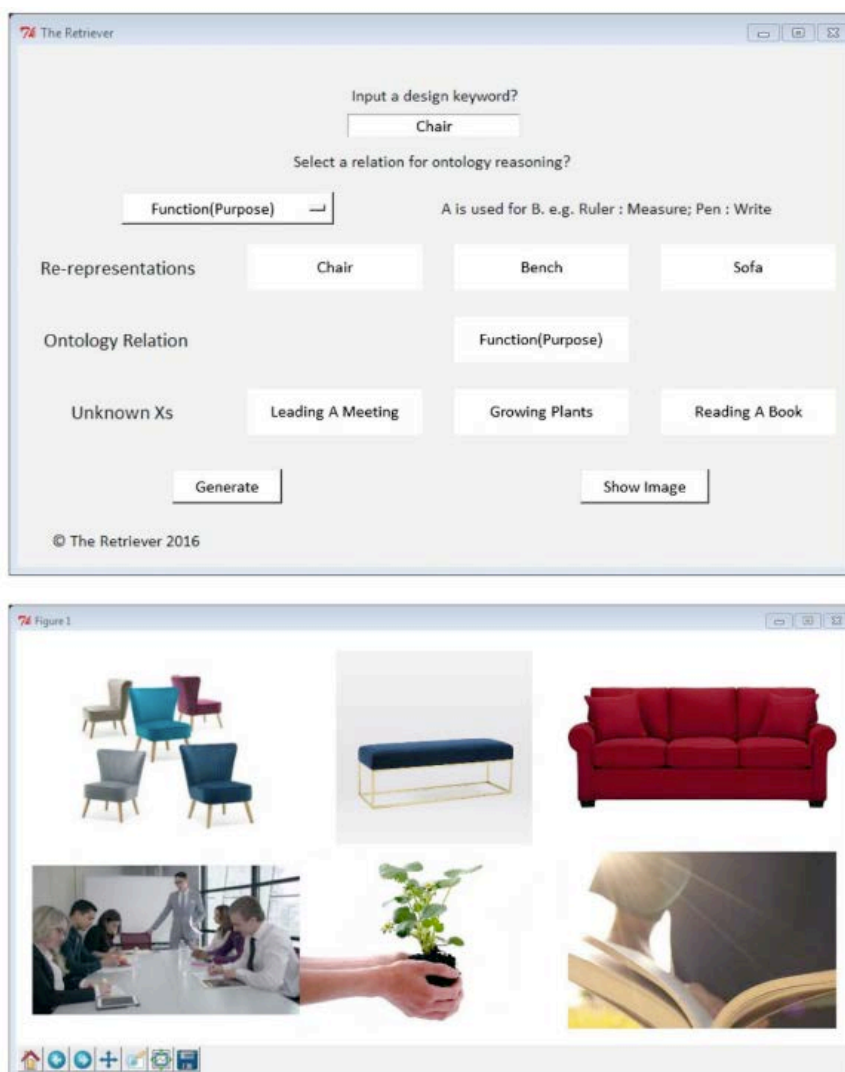 The Retriever
Input a design keyword?
Chair
Select a relation for ontology reasoning?
Function(Purpose)
A is used for B. e.g. Ruler : Measure; Pen : Write
Re-representations
Chair
Bench
Sofa
Ontology Relation
Function(Purpose)
Unknown Xs
Leading A Meeting
Growing Plants
Reading A Book
Generate
Show Image
© The Retriever 2016
Figure 1